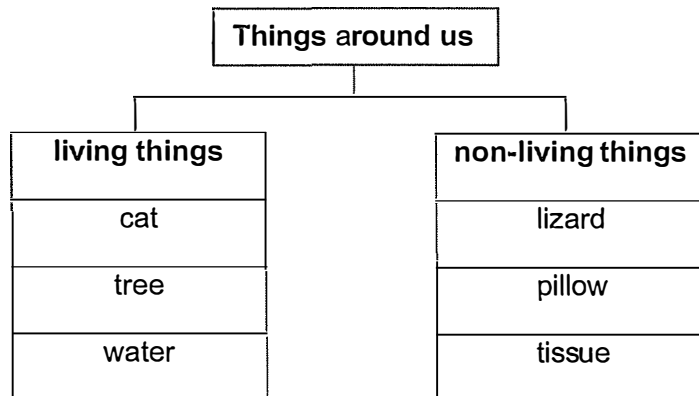 Things around us
living things
cat
tree
water
non-living things
lizard
pillow
tissue